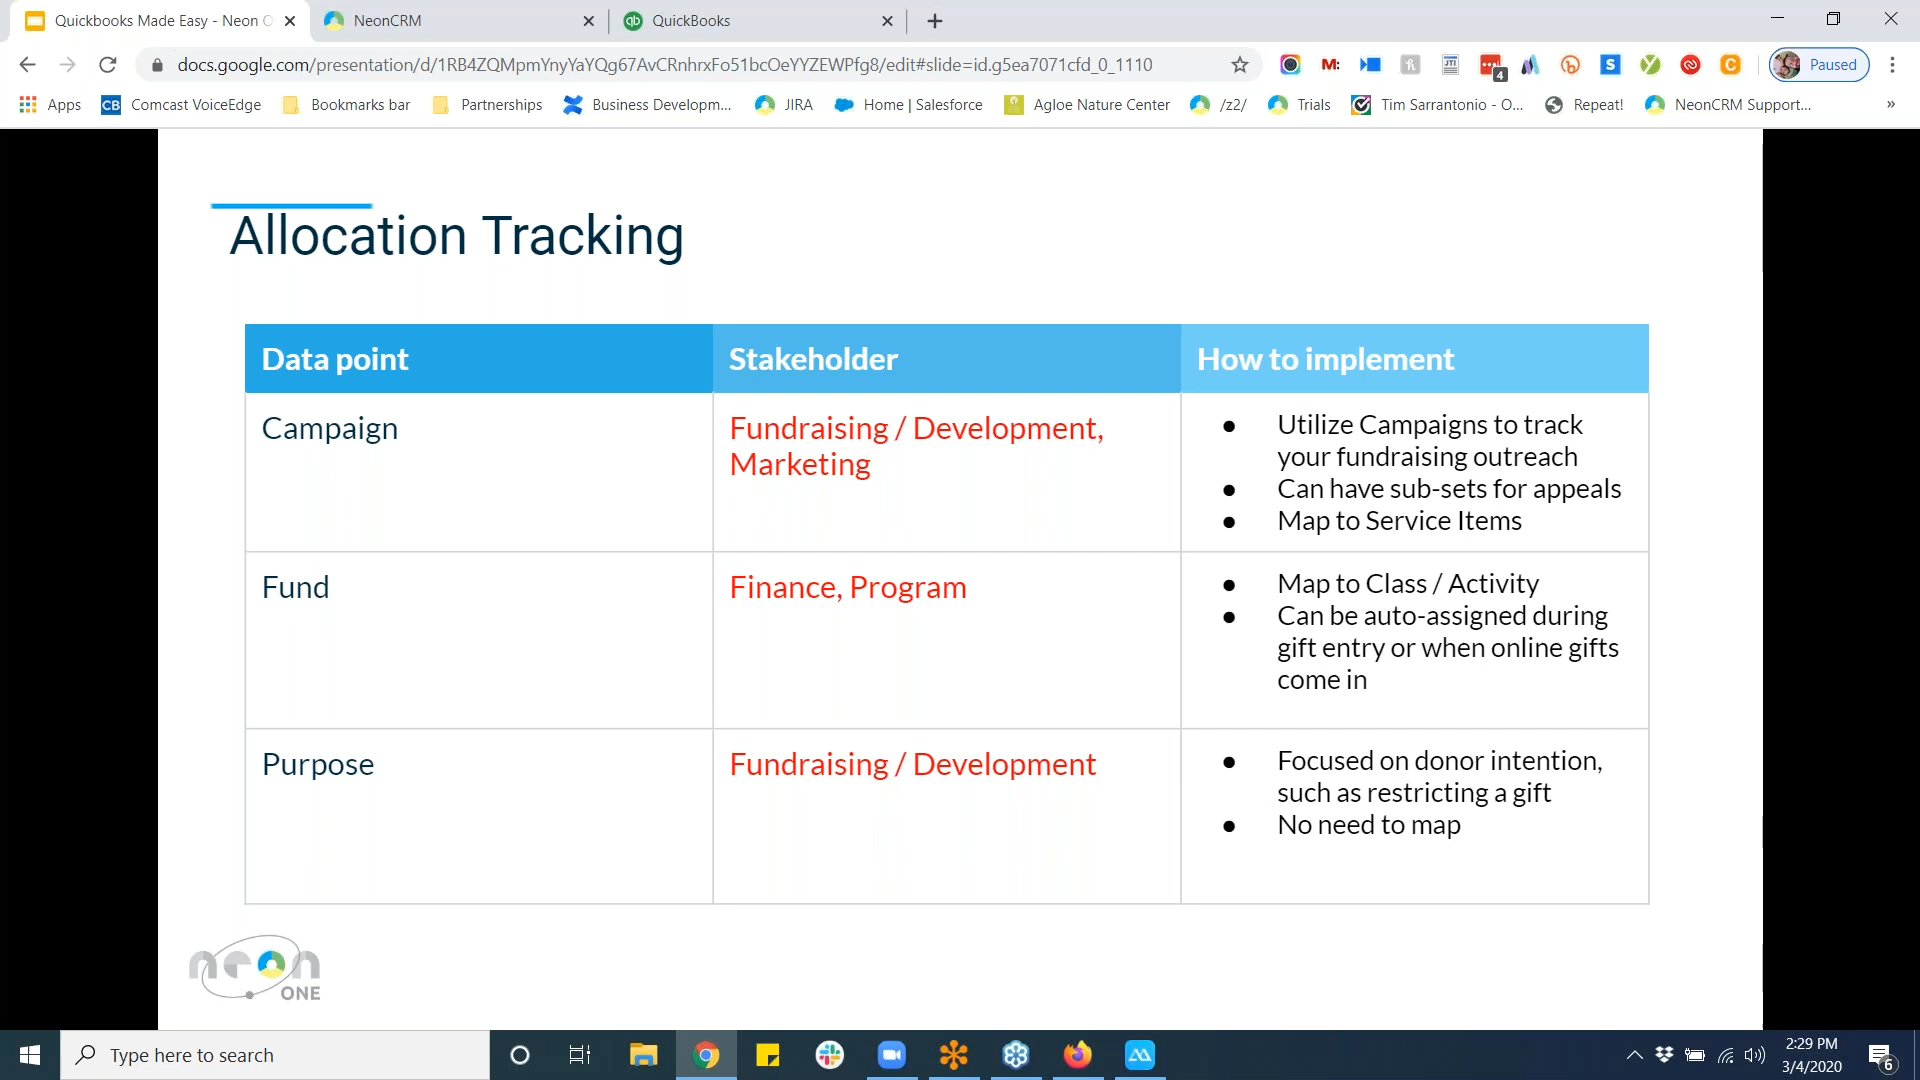 Quickbooks Made Easy - Neon O
NeonCRM
QuickBooks
docs.google.com/presentation/d/1RB4ZQMpmYnyYaYQg67AvCRnhrxFo51bcOeYYZEWPfg8/edit#slide=id.g5ea7071cfd_0_1110
M:
JTI
4
S
C
Paused
Apps
CB Comcast VoiceEdge
Bookmarks bar
Partnerships
Business Developm...
JIRA
Home | Salesforce
Agloe Nature Center
/z2/
Trials
Tim Sarrantonio - O...
Repeat!
NeonCRM Support...
»
Allocation Tracking
Data point
Stakeholder
How to implement
Campaign
Fundraising / Development,
Marketing
● Utilize Campaigns to track
your fundraising outreach
● Can have sub-sets for appeals
● Map to Service Items
Fund
Finance, Program
● Map to Class / Activity
● Can be auto-assigned during
gift entry or when online gifts
come in
Purpose
Fundraising / Development
● Focused on donor intention,
such as restricting a gift
● No need to map
neon
ONE
Type here to search
2:29 PM
3/4/2020
6